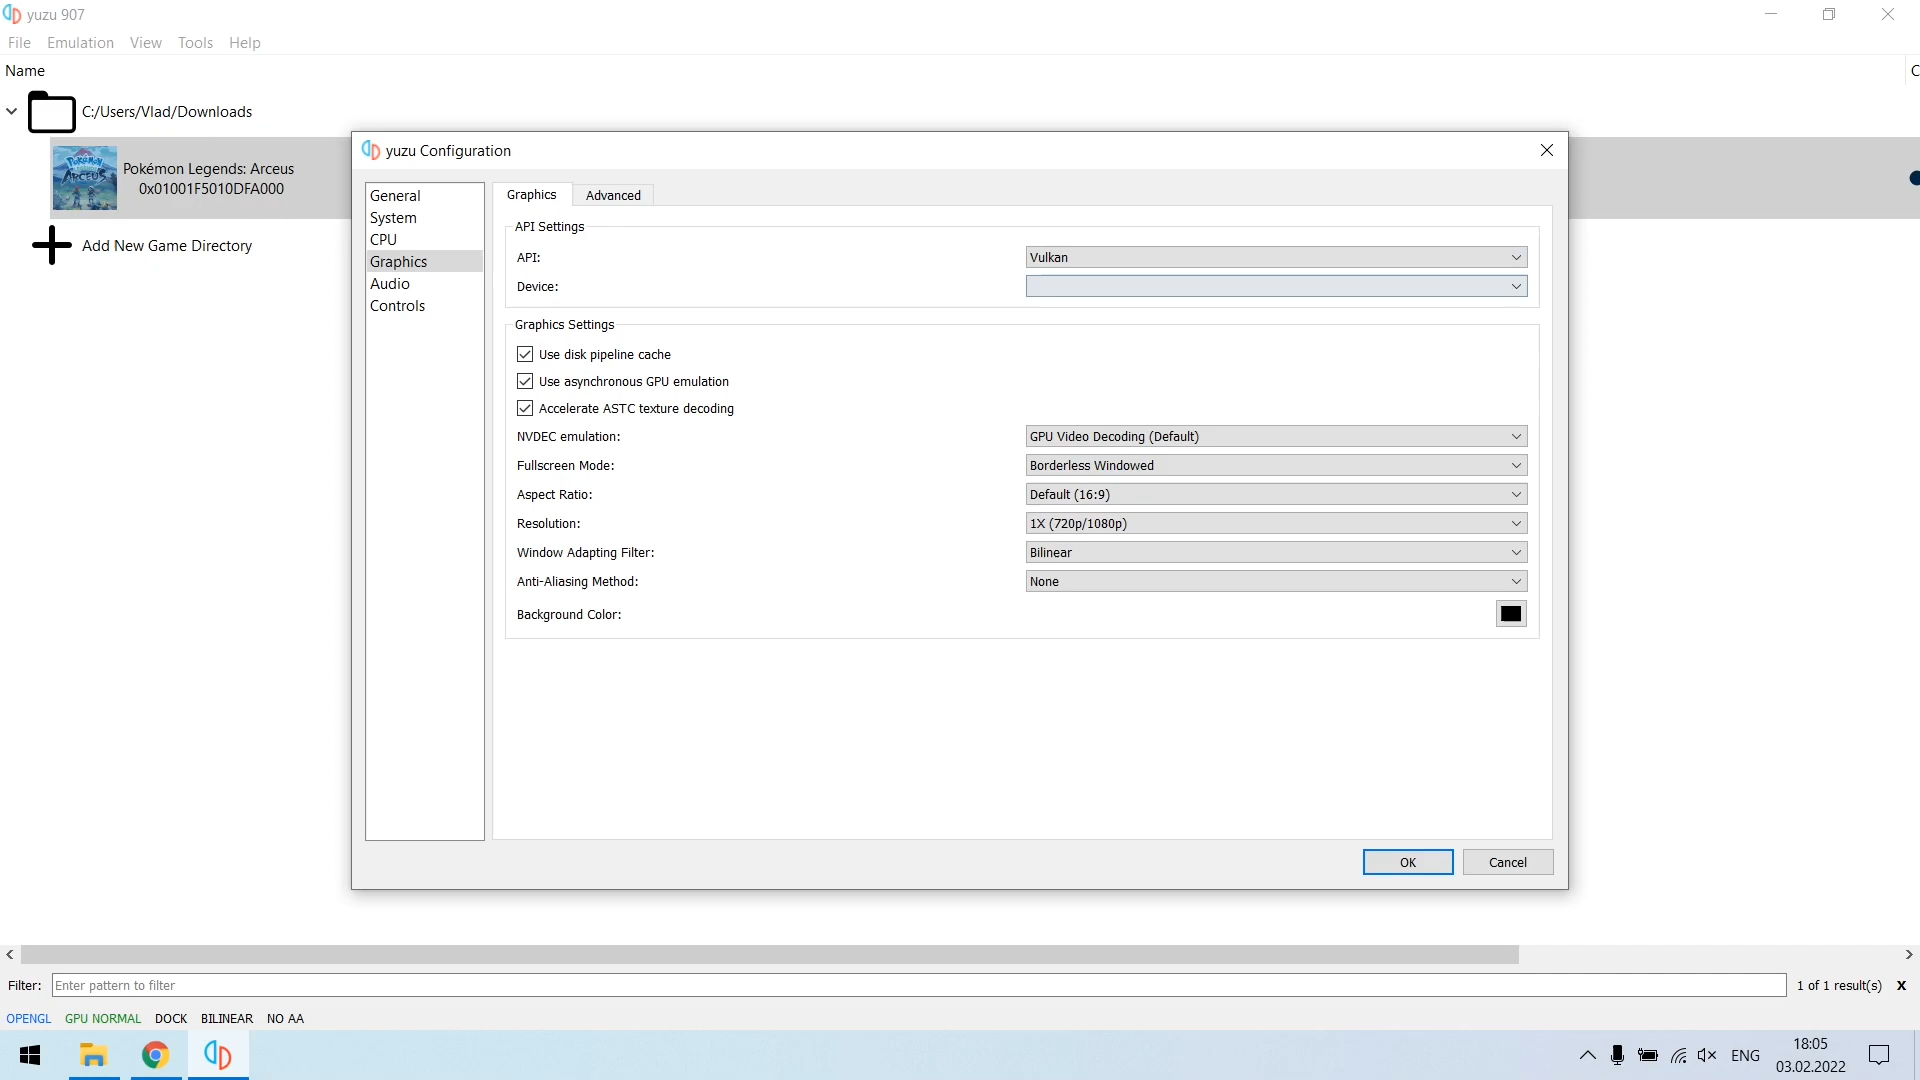 yuzu 907
File Emulation View Tools Help
Name
C
C:/Users/Vlad/Downloads
Pokémon Legends: Arceus
0x01001F5010DFA000
Add New Game Directory
yuzu Configuration
General
System
CPU
Graphics
Audio
Controls
Graphics Advanced
API Settings
API: Vulkan
Device:
Graphics Settings
Use disk pipeline cache
Use asynchronous GPU emulation
Accelerate ASTC texture decoding
NVDEC emulation: GPU Video Decoding (Default)
Fullscreen Mode: Borderless Windowed
Aspect Ratio: Default (16:9)
Resolution: 1X (720p/1080p)
Window Adapting Filter: Bilinear
Anti-Aliasing Method: None
Background Color:
OK Cancel
Filter: Enter pattern to filter 1 of 1 result(s) X
OPENGL GPU NORMAL DOCK BILINEAR NO AA
ENG
18:05
03.02.2022